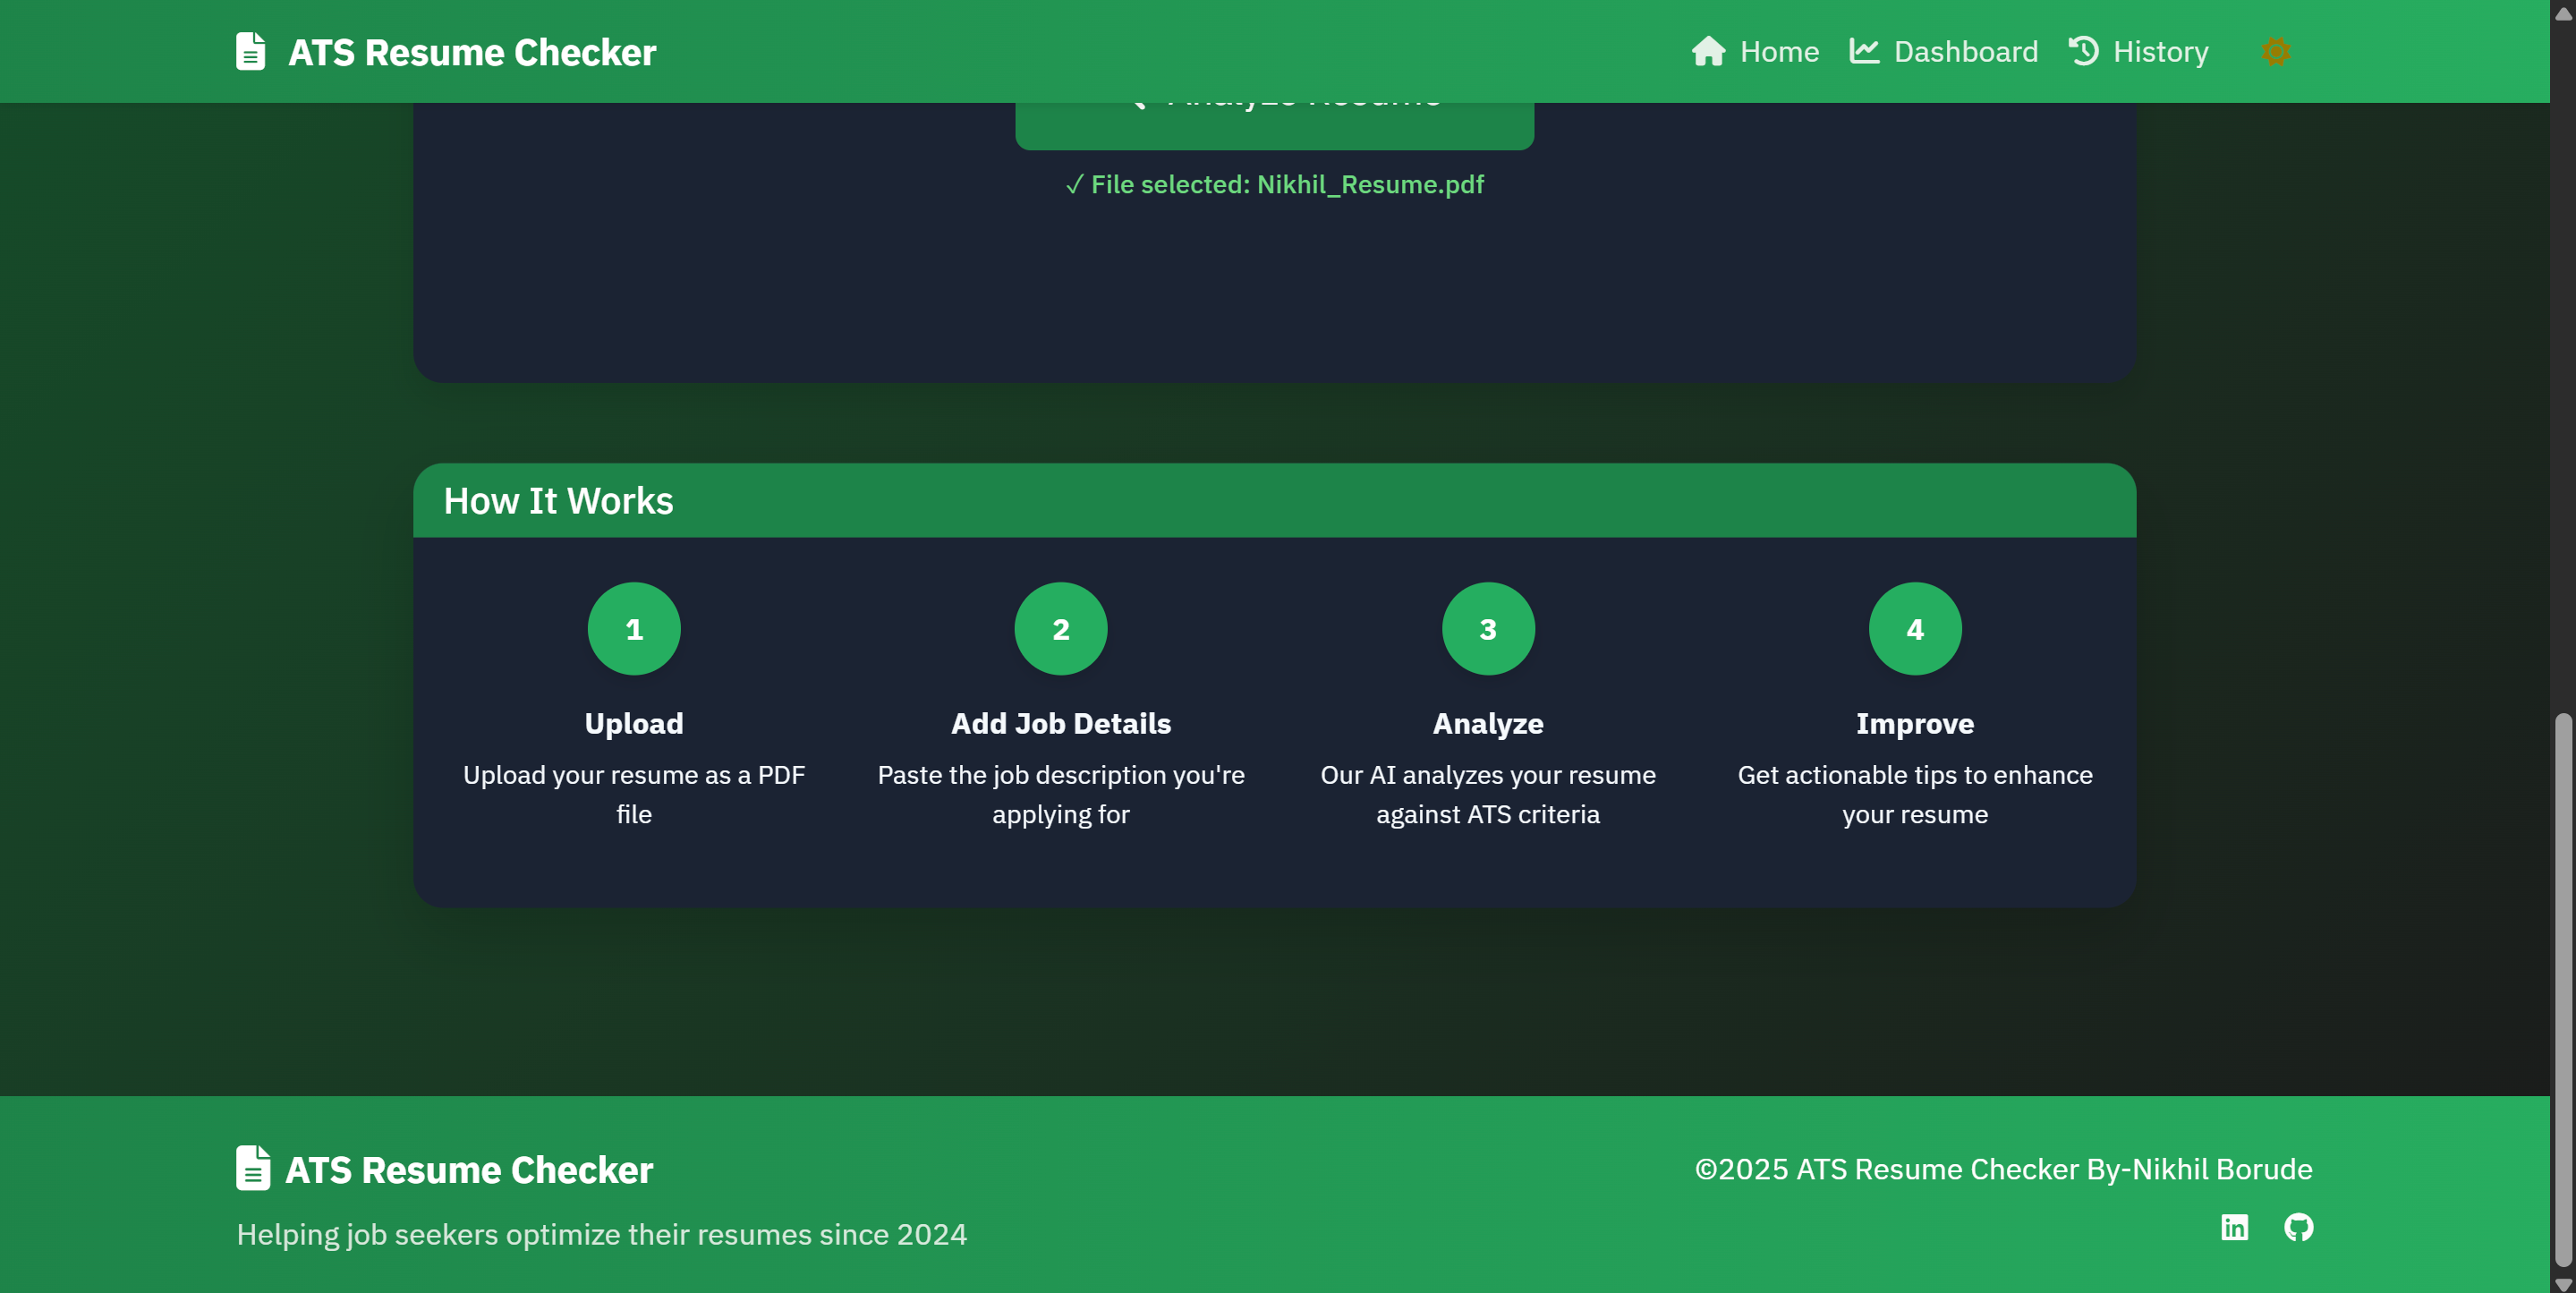 ATS Resume Checker
Home Dashboard History
Analyze Resume
✓ File selected: Nikhil_Resume.pdf
How It Works
1 2 3 4
Upload Add Job Details Analyze Improve
Upload your resume as a PDF Paste the job description you're Our AI analyzes your resume Get actionable tips to enhance
file applying for against ATS criteria your resume
ATS Resume Checker
©2025 ATS Resume Checker By-Nikhil Borude
Helping job seekers optimize their resumes since 2024
in